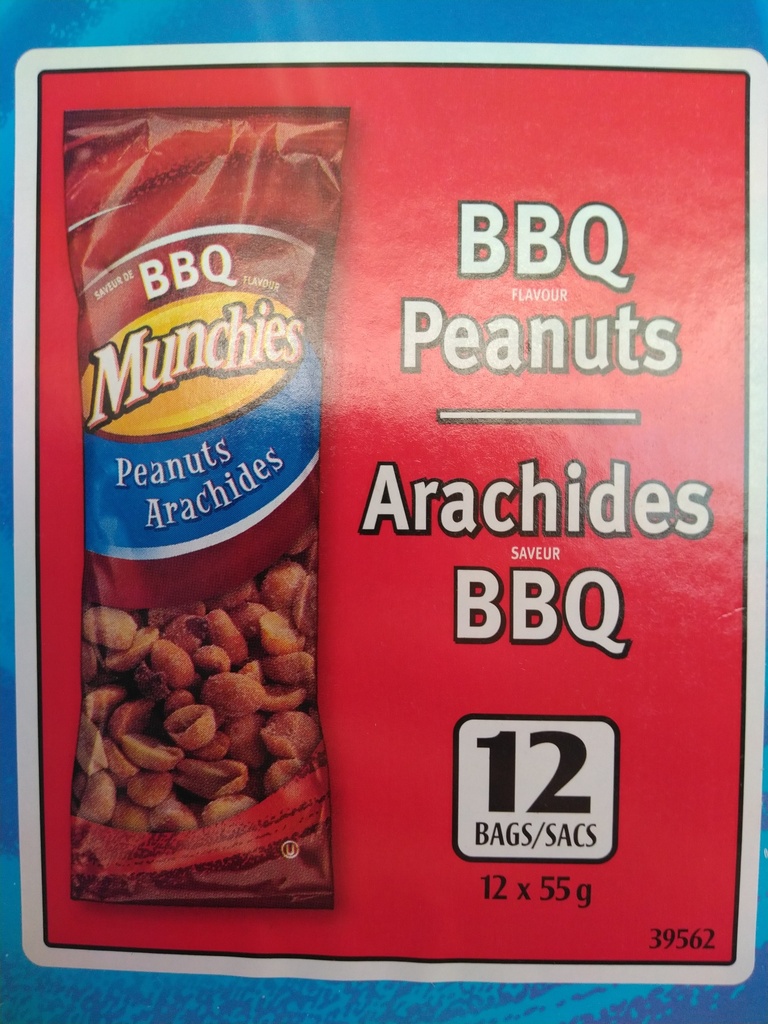 SAVEUR DE BBQ FLAVOUR
Munchies
Peanuts
Arachides
U
BBQ
FLAVOUR
Peanuts
Arachides
SAVEUR
BBQ
12
BAGS/SACS
12 x 55 g
39562